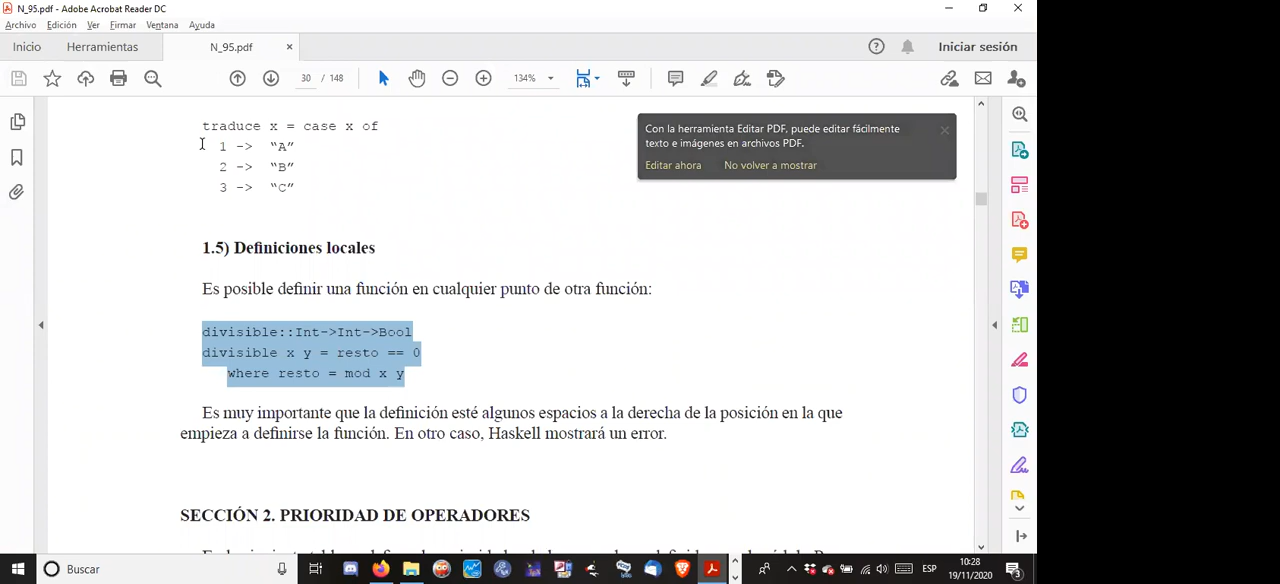 N_95.pdf - Adobe Acrobat Reader DC
Archivo Edición Ver Firmar Ventana Ayuda
Inicio Herramientas N_95.pdf × Iniciar sesión
30 / 148 134%
traduce x = case x of
1 -> “A”
2 -> “B”
3 -> “C”
Con la herramienta Editar PDF, puede editar fácilmente
texto e imágenes en archivos PDF.
Editar ahora No volver a mostrar
1.5) Definiciones locales
Es posible definir una función en cualquier punto de otra función:
divisible::Int->Int->Bool
divisible x y = resto == 0
where resto = mod x y
Es muy importante que la definición esté algunos espacios a la derecha de la posición en la que
empieza a definirse la función. En otro caso, Haskell mostrará un error.
SECCIÓN 2. PRIORIDAD DE OPERADORES
Buscar
ESP
10:28
19/11/2020
3